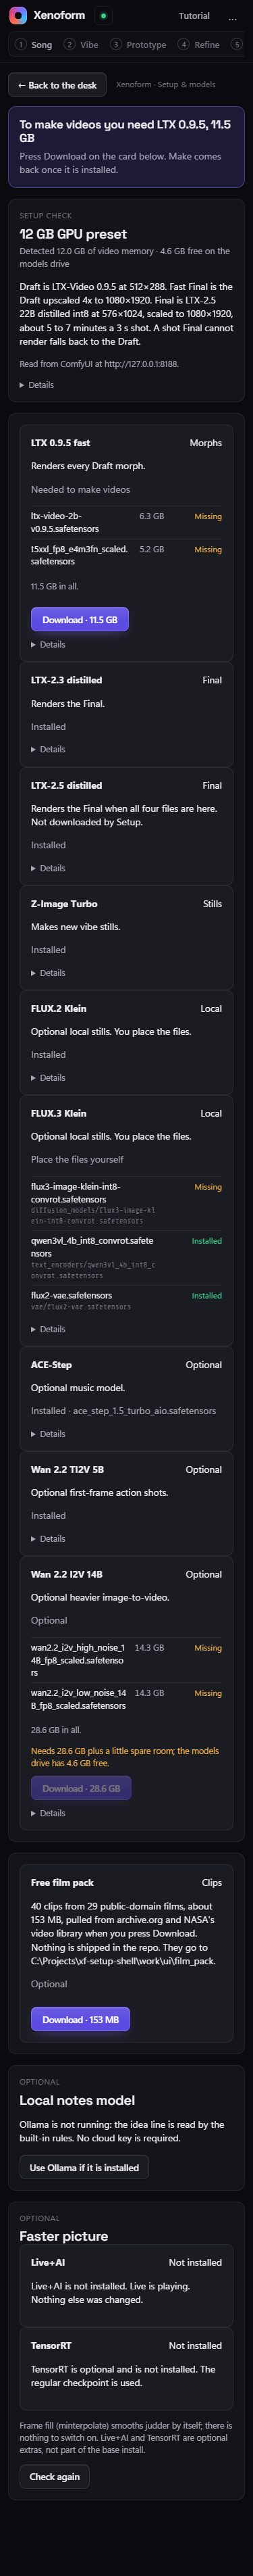 Xenoform
Tutorial
...
1 Song 2 Vibe 3 Prototype 4 Refine 5
← Back to the desk
Xenoform · Setup & models
To make videos you need LTX 0.9.5, 11.5
GB
Press Download on the card below. Make comes
back once it is installed.
SETUP CHECK
12 GB GPU preset
Detected 12.0 GB of video memory · 4.6 GB free on the
models drive
Draft is LTX-Video 0.9.5 at 512×288. Fast Final is the
Draft upscaled 4x to 1080×1920. Final is LTX-2.5
22B distilled int8 at 576×1024, scaled to 1080×1920,
about 5 to 7 minutes a 3 s shot. A shot Final cannot
render falls back to the Draft.
Read from ComfyUI at http://127.0.0.1:8188.
▶ Details
LTX 0.9.5 fast Morphs
Renders every Draft morph.
Needed to make videos
ltx-video-2b-
v0.9.5.safetensors
6.3 GB
Missing
t5xxl_fp8_e4m3fn_scaled.
safetensors
5.2 GB
Missing
11.5 GB in all.
Download · 11.5 GB
▶ Details
LTX-2.3 distilled Final
Renders the Final.
Installed
▶ Details
LTX-2.5 distilled Final
Renders the Final when all four files are here.
Not downloaded by Setup.
Installed
▶ Details
Z-Image Turbo Stills
Makes new vibe stills.
Installed
▶ Details
FLUX.2 Klein Local
Optional local stills. You place the files.
Installed
▶ Details
FLUX.3 Klein Local
Optional local stills. You place the files.
Place the files yourself
flux3-image-klein-int8-
convrot.safetensors
Missing
diffusion_models/flux3-image-kl
ein-int8-convrot.safetensors
qwen3vl_4b_int8_convrot.safete
nsors
Installed
text_encoders/qwen3vl_4b_int8_c
onvrot.safetensors
flux2-vae.safetensors
Installed
vae/flux2-vae.safetensors
▶ Details
ACE-Step Optional
Optional music model.
Installed · ace_step_1.5_turbo_aio.safetensors
▶ Details
Wan 2.2 TI2V 5B Optional
Optional first-frame action shots.
Installed
▶ Details
Wan 2.2 I2V 14B Optional
Optional heavier image-to-video.
Optional
wan2.2_i2v_high_noise_1
4B_fp8_scaled.safetenso
rs
14.3 GB
Missing
wan2.2_i2v_low_noise_14
B_fp8_scaled.safetensors
14.3 GB
Missing
28.6 GB in all.
Needs 28.6 GB plus a little spare room; the models
drive has 4.6 GB free.
Download · 28.6 GB
▶ Details
Free film pack Clips
40 clips from 29 public-domain films, about
153 MB, pulled from archive.org and NASA's
video library when you press Download.
Nothing is shipped in the repo. They go to
C:\Projects\xf-setup-shell\work\ui\film_pack.
Optional
Download · 153 MB
OPTIONAL
Local notes model
Ollama is not running: the idea line is read by the
built-in rules. No cloud key is required.
Use Ollama if it is installed
OPTIONAL
Faster picture
Live+AI Not installed
Live+AI is not installed. Live is playing.
Nothing else was changed.
TensorRT Not installed
TensorRT is optional and is not installed. The
regular checkpoint is used.
Frame fill (minterpolate) smooths judder by itself; there is
nothing to switch on. Live+AI and TensorRT are optional
extras, not part of the base install.
Check again